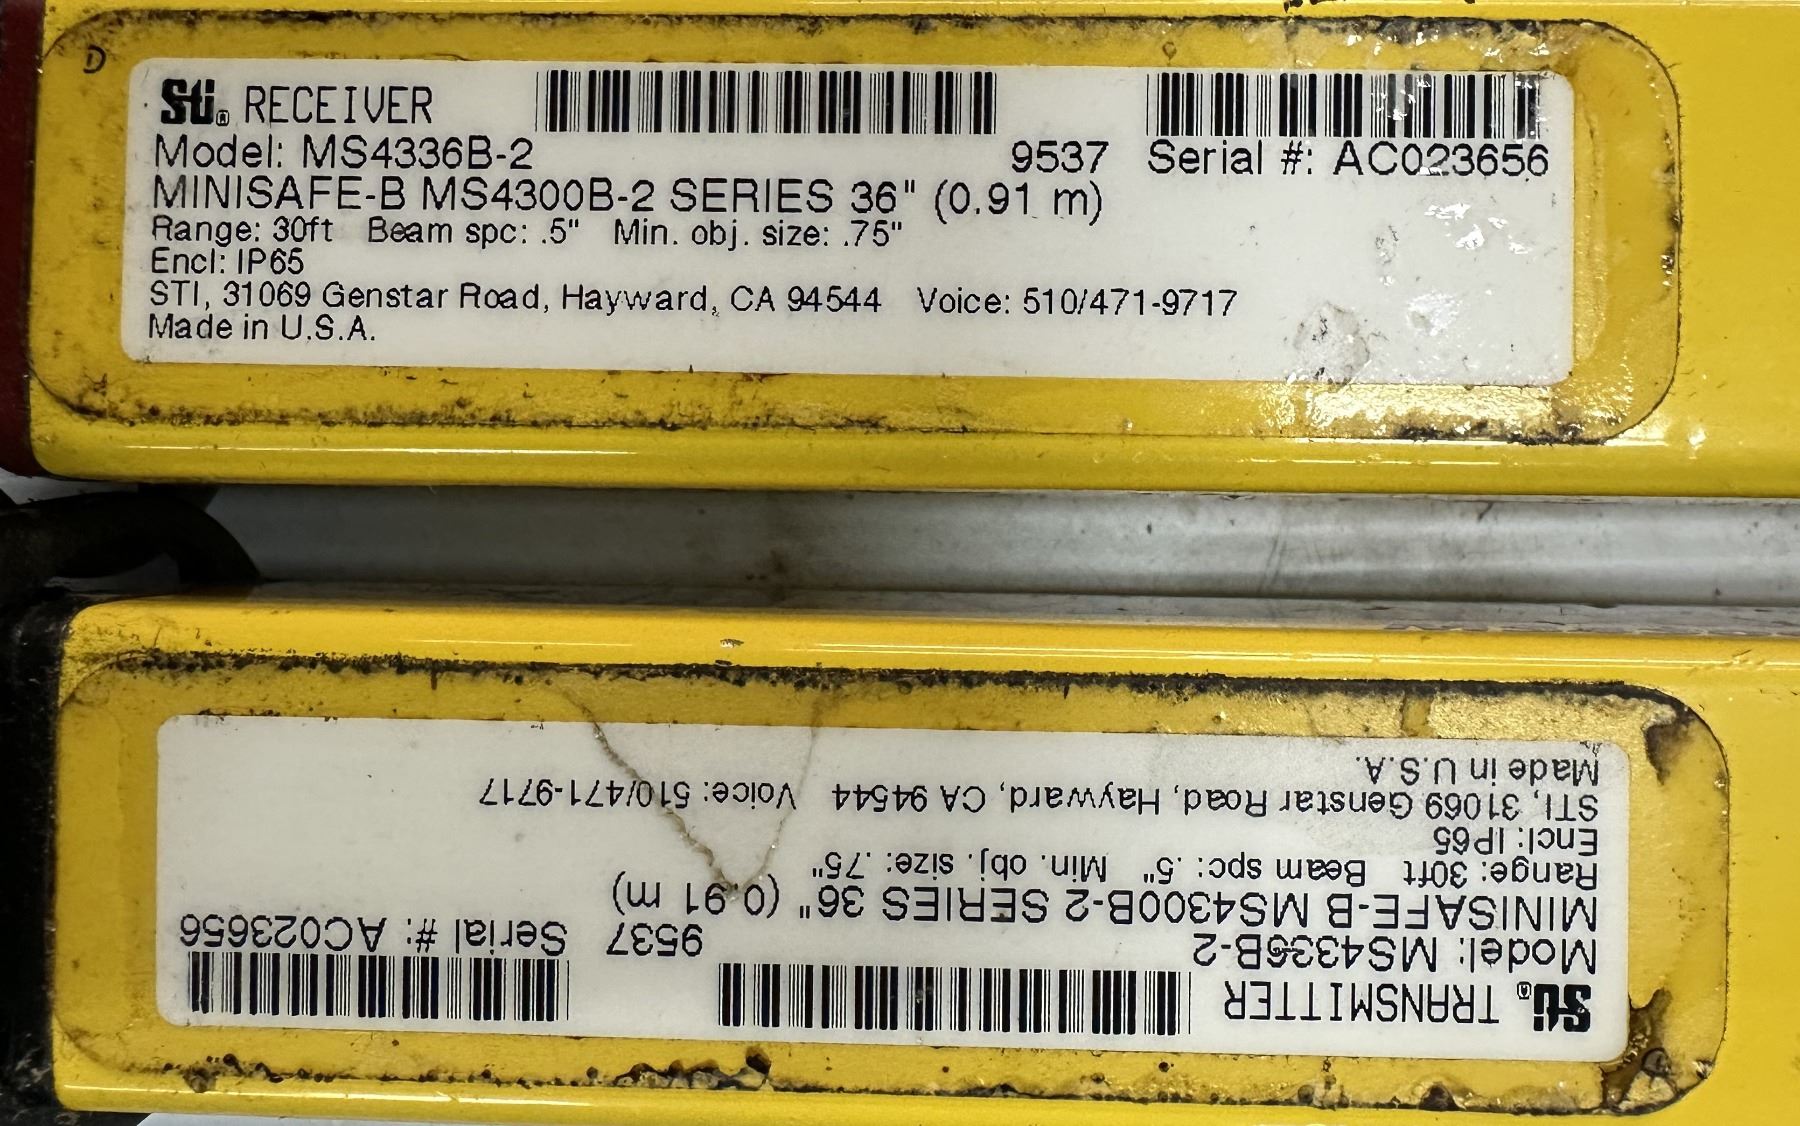 D
Sti® RECEIVER
Model: MS4336B-2 9537 Serial #: AC023656
MINISAFE-B MS4300B-2 SERIES 36" (0.91 m)
Range: 30ft Beam spc: .5" Min. obj. size: .75"
Encl: IP65
STI, 31069 Genstar Road, Hayward, CA 94544 Voice: 510/471-9717
Made in U.S.A.
Sti® TRANSMITTER
Model: MS4336B-2 9537 Serial #: AC023656
MINISAFE-B MS4300B-2 SERIES 36" (0.91 m)
Range: 30ft Beam spc: .5" Min. obj. size: .75"
Encl: IP65
STI, 31069 Genstar Road, Hayward, CA 94544 Voice: 510/471-9717
Made in U.S.A.